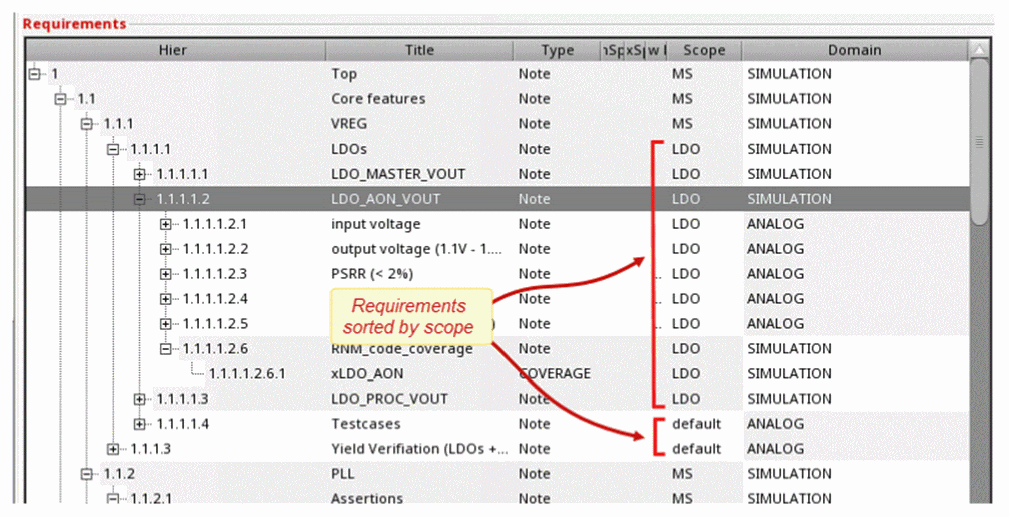 Requirements
Hier Title Type Scope Domain
1 Top Note MS SIMULATION
1.1 Core features Note MS SIMULATION
1.1.1 VREG Note MS SIMULATION
1.1.1.1 LDOs Note LDO SIMULATION
1.1.1.1.1 LDO_MASTER_VOUT Note LDO SIMULATION
1.1.1.1.2 LDO_AON_VOUT Note LDO SIMULATION
1.1.1.1.2.1 input voltage Note LDO ANALOG
1.1.1.1.2.2 output voltage (1.1V - 1.... Note LDO ANALOG
1.1.1.1.2.3 PSRR (< 2%) Note .. LDO ANALOG
1.1.1.1.2.4 Note .. LDO ANALOG
1.1.1.1.2.5 ) Note .. LDO ANALOG
Requirements
sorted by scope
1.1.1.1.2.6 RNM_code_coverage Note LDO SIMULATION
1.1.1.1.2.6.1 xLDO_AON COVERAGE LDO SIMULATION
1.1.1.1.3 LDO_PROC_VOUT Note LDO SIMULATION
1.1.1.1.4 Testcases Note default ANALOG
1.1.1.3 Yield Verifiation (LDOs +... Note default ANALOG
1.1.2 PLL Note MS SIMULATION
1.1.2.1 Assertions Note MS SIMULATION